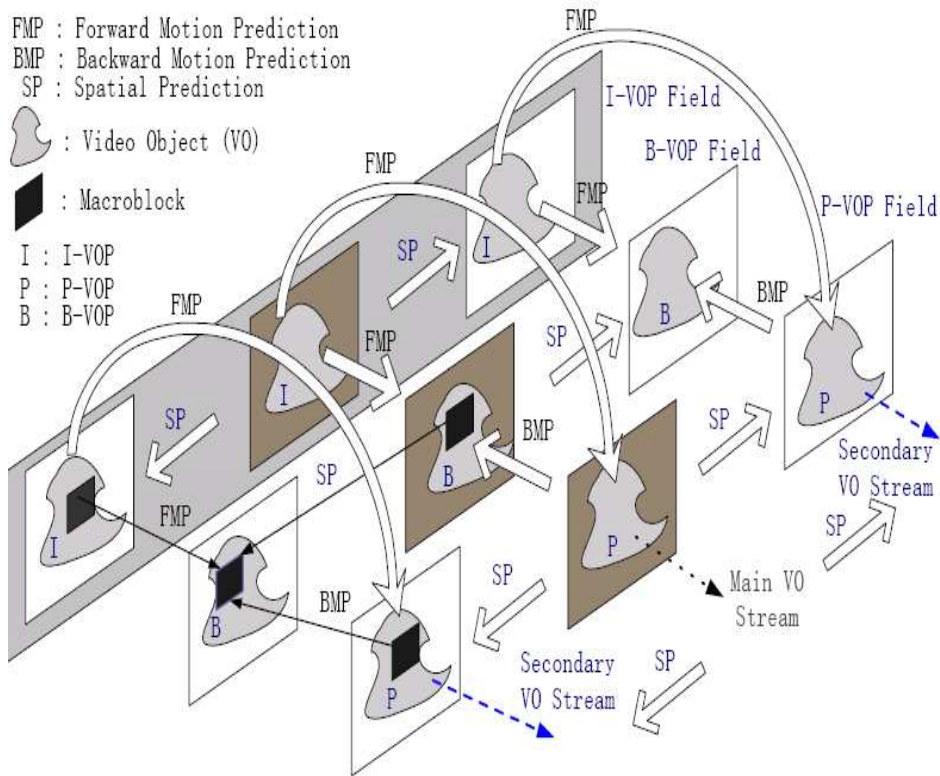 FMP : Forward Motion Prediction
BMP : Backward Motion Prediction
SP : Spatial Prediction
: Video Object (VO)
: Macroblock
I : I-VOP
P : P-VOP
B : B-VOP
FMP
I-VOP Field
B-VOP Field
P-VOP Field
FMP
FMP
SP
I
B
BMP
FMP
FMP
SP
P
I
SP
B
BMP
SP
SP
Secondary
VO Stream
FMP
I
P
SP
B
BMP
SP
Main VO
Stream
P
Secondary
VO Stream
SP